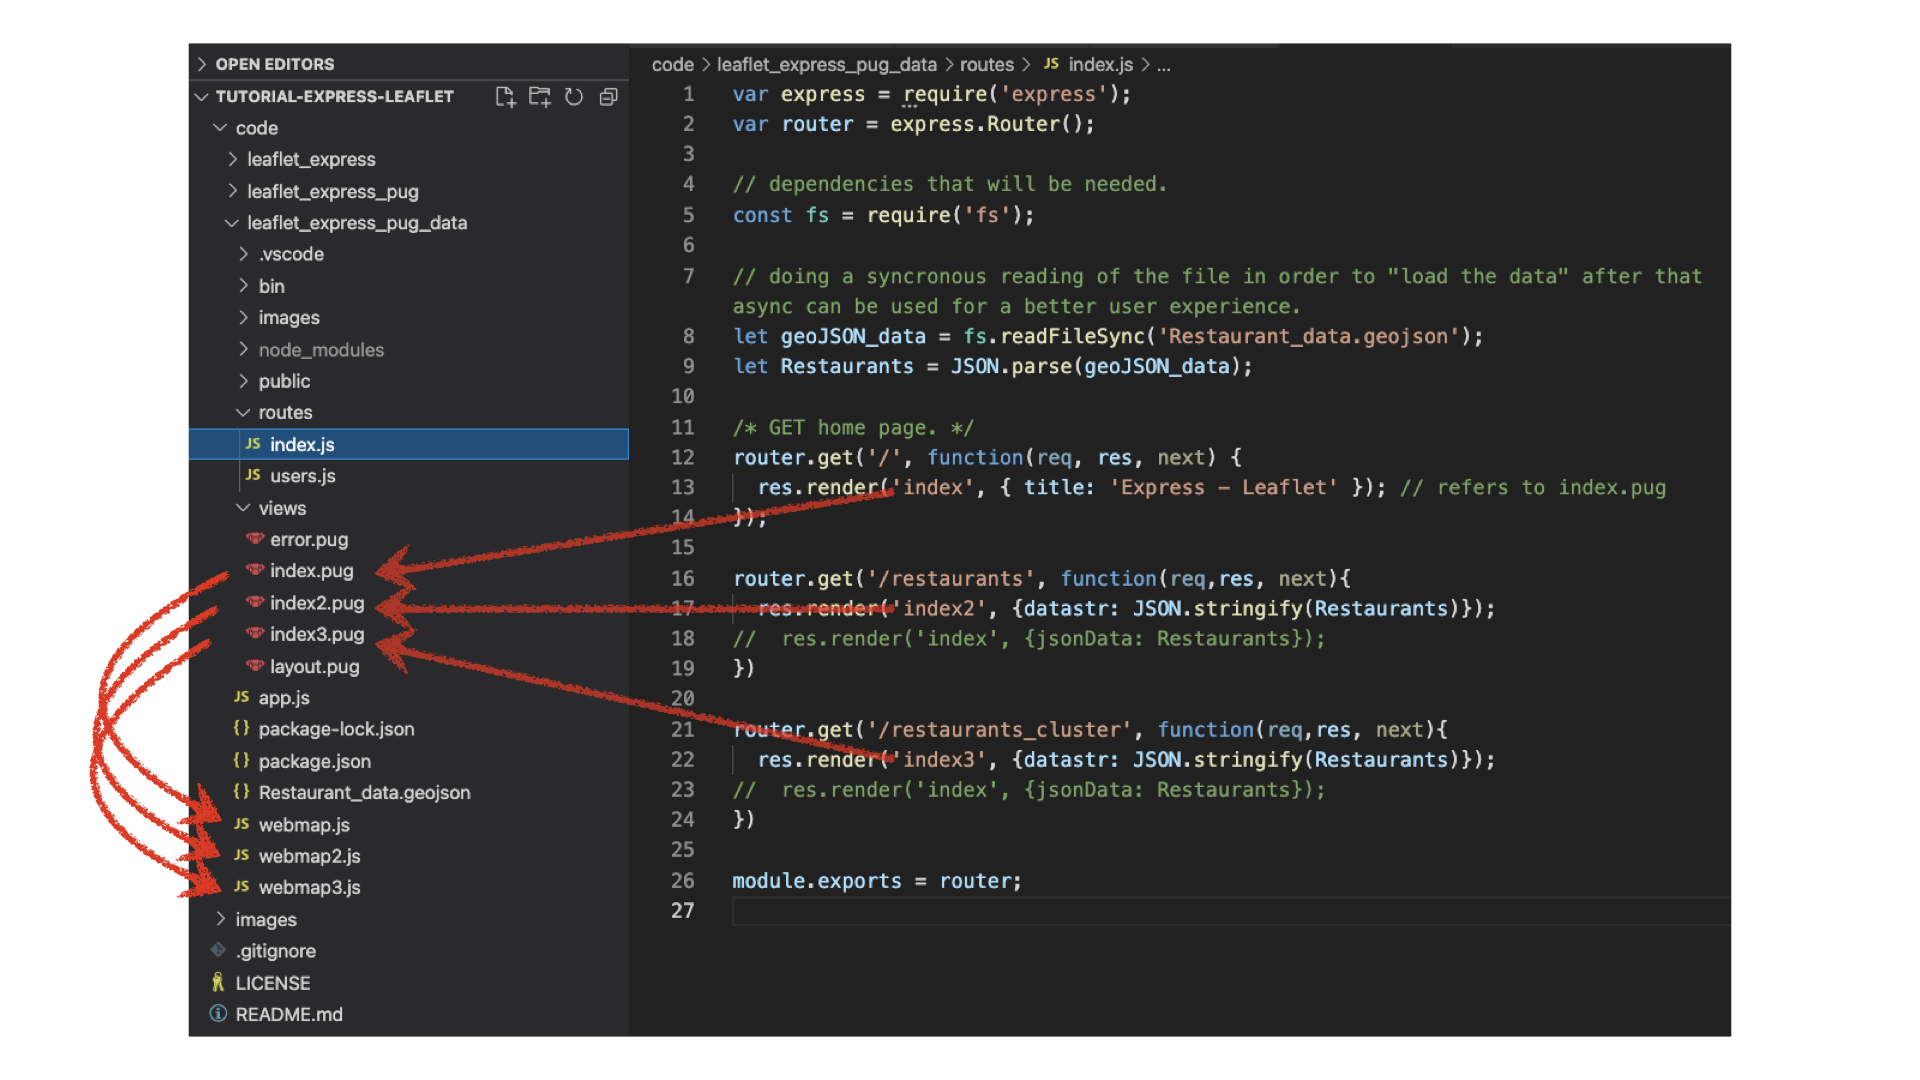 OPEN EDITORS
TUTORIAL-EXPRESS-LEAFLET
code
leaflet_express
leaflet_express_pug
leaflet_express_pug_data
.vscode
bin
images
node_modules
public
routes
JS index.js
JS users.js
views
error.pug
index.pug
index2.pug
index3.pug
layout.pug
JS app.js
{} package-lock.json
{} package.json
{} Restaurant_data.geojson
JS webmap.js
JS webmap2.js
JS webmap3.js
images
.gitignore
LICENSE
README.md
code > leaflet_express_pug_data > routes > JS index.js > ...
1 var express = require('express');
2 var router = express.Router();
3
4 // dependencies that will be needed.
5 const fs = require('fs');
6
7 // doing a syncronous reading of the file in order to "load the data" after that
async can be used for a better user experience.
8 let geoJSON_data = fs.readFileSync('Restaurant_data.geojson');
9 let Restaurants = JSON.parse(geoJSON_data);
10
11 /* GET home page. */
12 router.get('/', function(req, res, next) {
13 res.render('index', { title: 'Express - Leaflet' }); // refers to index.pug
14 });
15
16 router.get('/restaurants', function(req,res, next){
17 res.render('index2', {datastr: JSON.stringify(Restaurants)});
18 // res.render('index', {jsonData: Restaurants});
19 })
20
21 router.get('/restaurants_cluster', function(req,res, next){
22 res.render('index3', {datastr: JSON.stringify(Restaurants)});
23 // res.render('index', {jsonData: Restaurants});
24 })
25
26 module.exports = router;
27